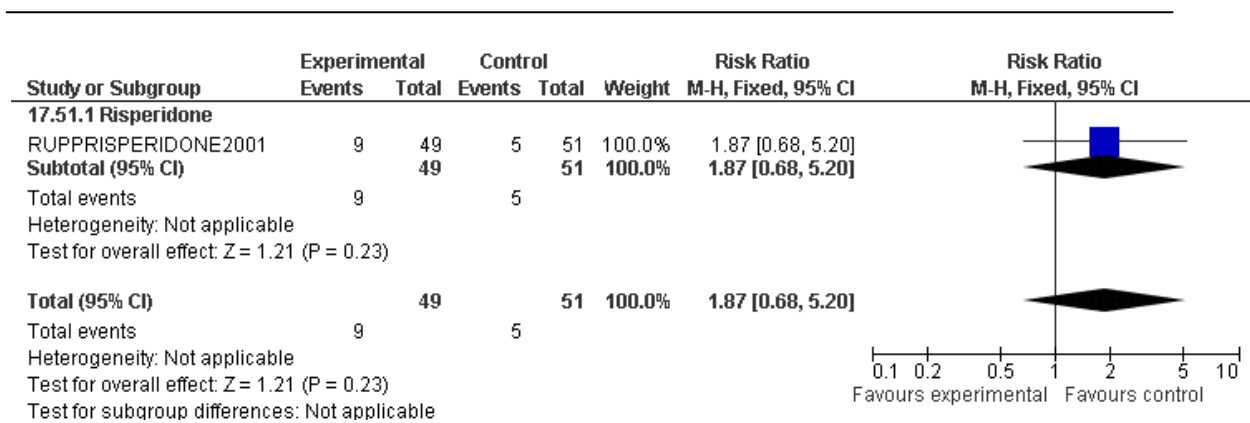 Experimental Control Risk Ratio Risk Ratio
Study or Subgroup Events Total Events Total Weight M-H, Fixed, 95% CI M-H, Fixed, 95% CI
17.51.1 Risperidone
RUPPRISPERIDONE2001 9 49 5 51 100.0% 1.87 [0.68, 5.20]
Subtotal (95% CI) 49 51 100.0% 1.87 [0.68, 5.20]
Total events 9 5
Heterogeneity: Not applicable
Test for overall effect: Z = 1.21 (P = 0.23)
Total (95% CI) 49 51 100.0% 1.87 [0.68, 5.20]
Total events 9 5
Heterogeneity: Not applicable
Test for overall effect: Z = 1.21 (P = 0.23)
Test for subgroup differences: Not applicable
0.1 0.2 0.5 1 2 5 10
Favours experimental Favours control